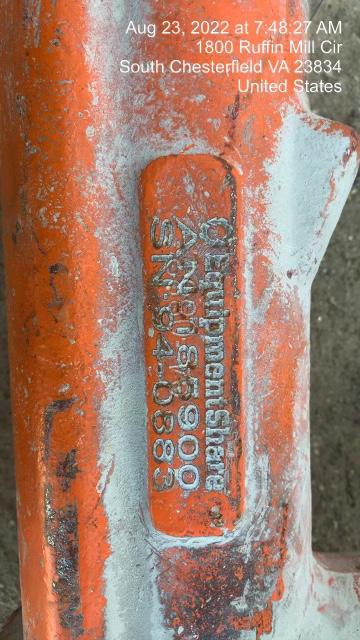 Aug 23, 2022 at 7:48:27 AM
1800 Ruffin Mill Cir
South Chesterfield VA 23834
United States
EquipmentShare
SN:94-0883